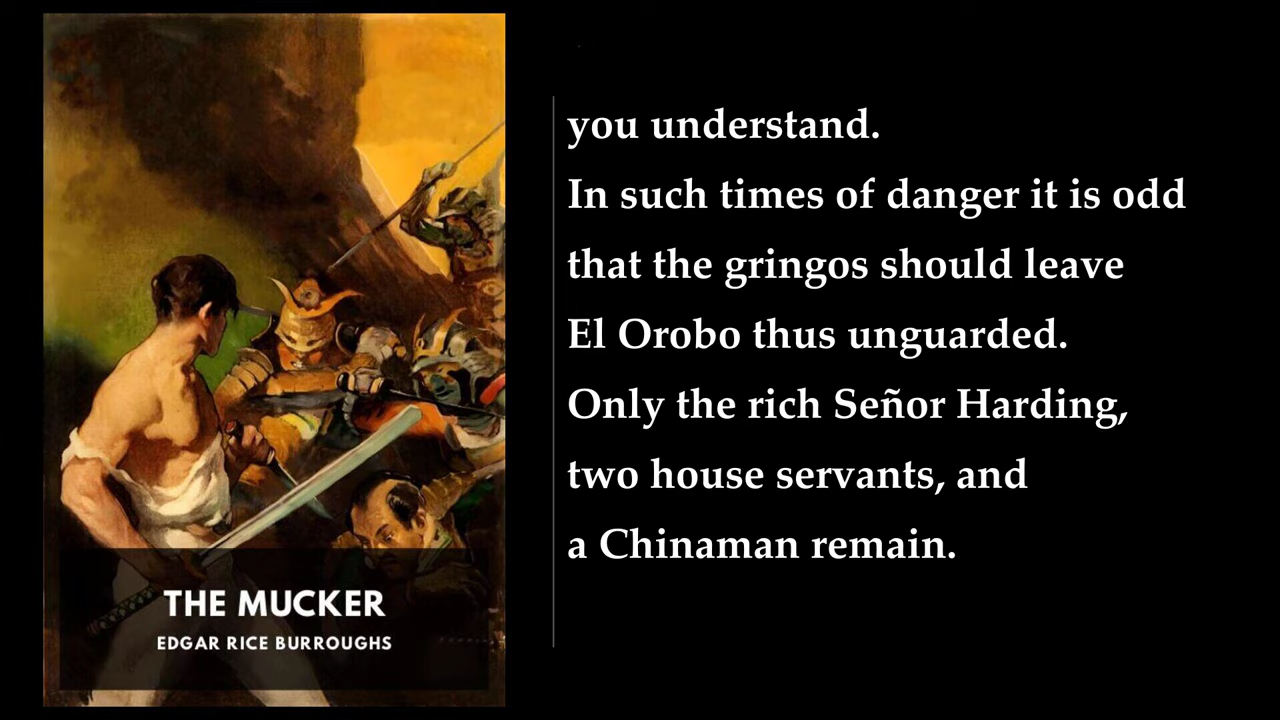 THE MUCKER
EDGAR RICE BURROUGHS
you understand.
In such times of danger it is odd
that the gringos should leave
El Orobo thus unguarded.
Only the rich Señor Harding,
two house servants, and
a Chinaman remain.